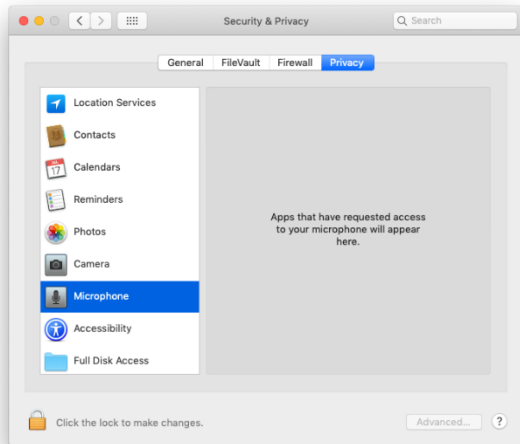 Security & Privacy
Search
General
FileVault
Firewall
Privacy
Location Services
Contacts
JUL
17
Calendars
Reminders
Photos
Camera
Microphone
Accessibility
Full Disk Access
Apps that have requested access
to your microphone will appear
here.
Click the lock to make changes.
Advanced...
?